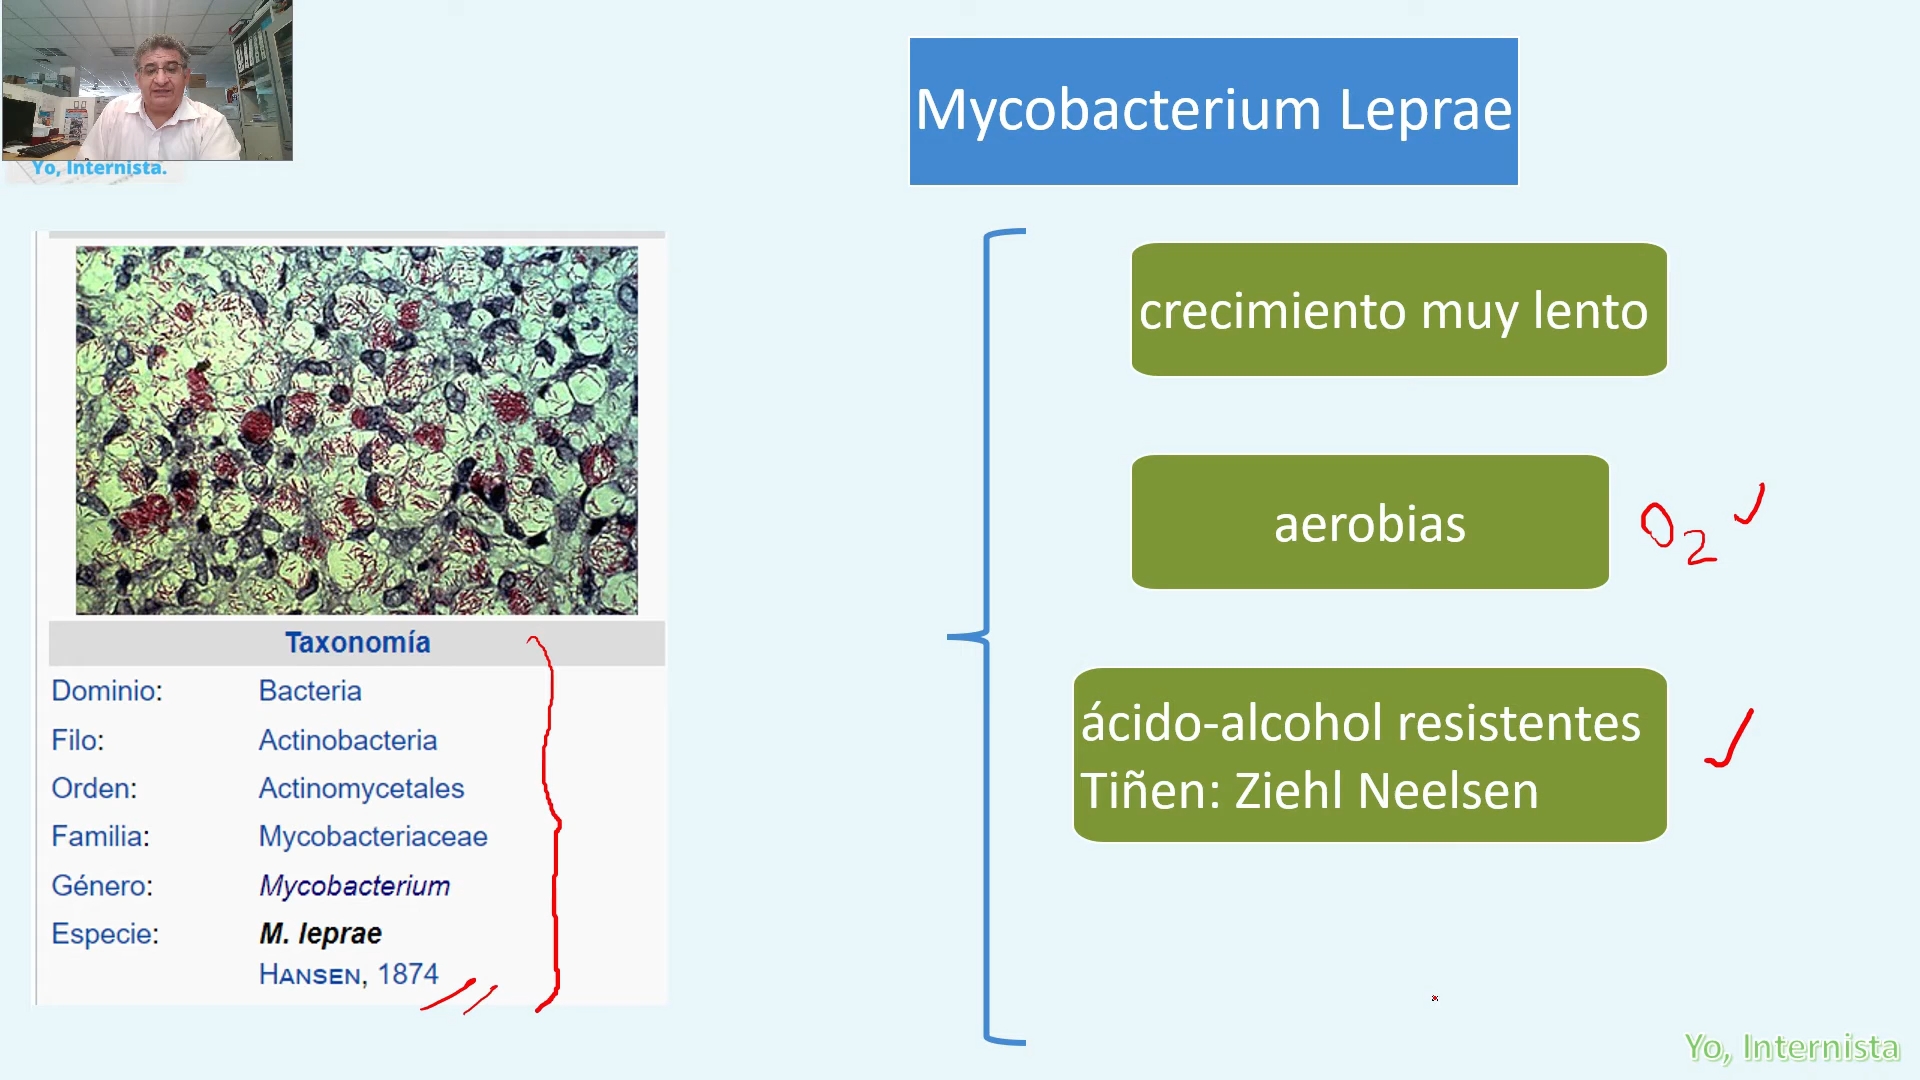 Yo, Internista.
Mycobacterium Leprae
Taxonomía
Dominio: Bacteria
Filo: Actinobacteria
Orden: Actinomycetales
Familia: Mycobacteriaceae
Género: Mycobacterium
Especie: M. leprae
HANSEN, 1874
crecimiento muy lento
aerobias
O2
ácido-alcohol resistentes
Tiñen: Ziehl Neelsen
Yo, Internista